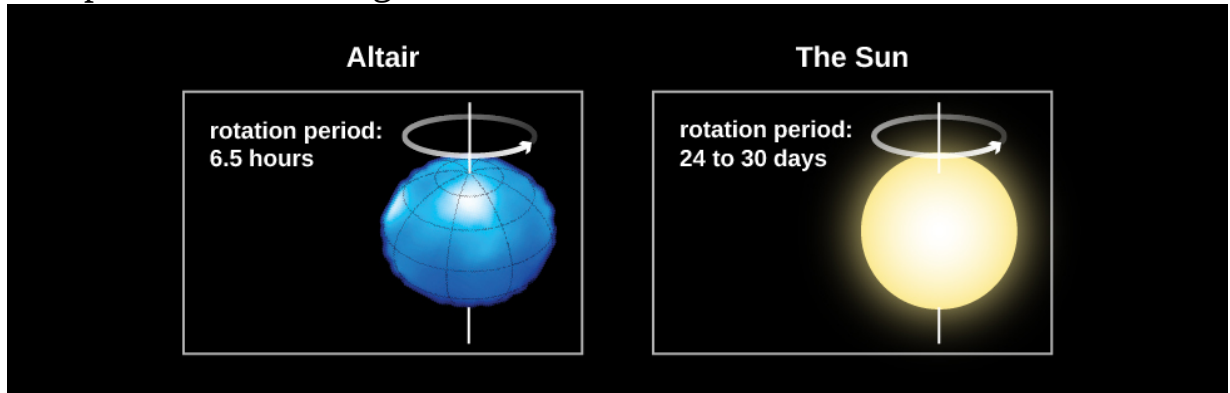 Altair
rotation period:
6.5 hours
The Sun
rotation period:
24 to 30 days